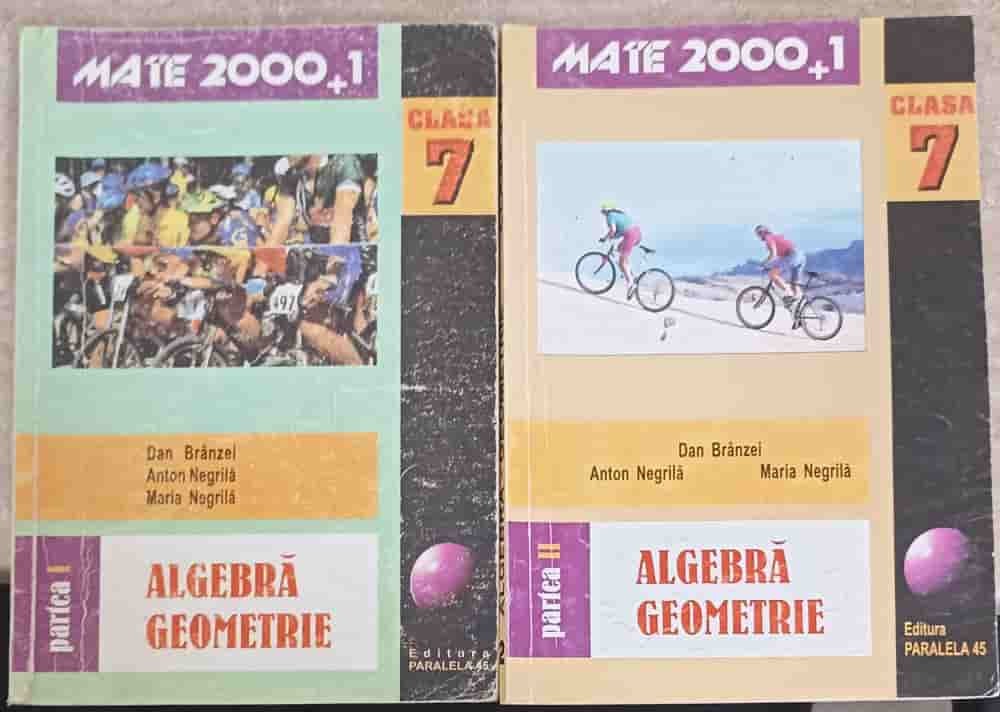 MATE 2000+1
CLASA
7
497
Dan Brânzei
Anton Negrilă
Maria Negrilă
partea I
ALGEBRĂ
GEOMETRIE
Editura
PARALELA 45
MATE 2000+1
CLASA
7
Dan Brânzei
Anton Negrilă Maria Negrilă
partea II
ALGEBRĂ
GEOMETRIE
Editura
PARALELA 45